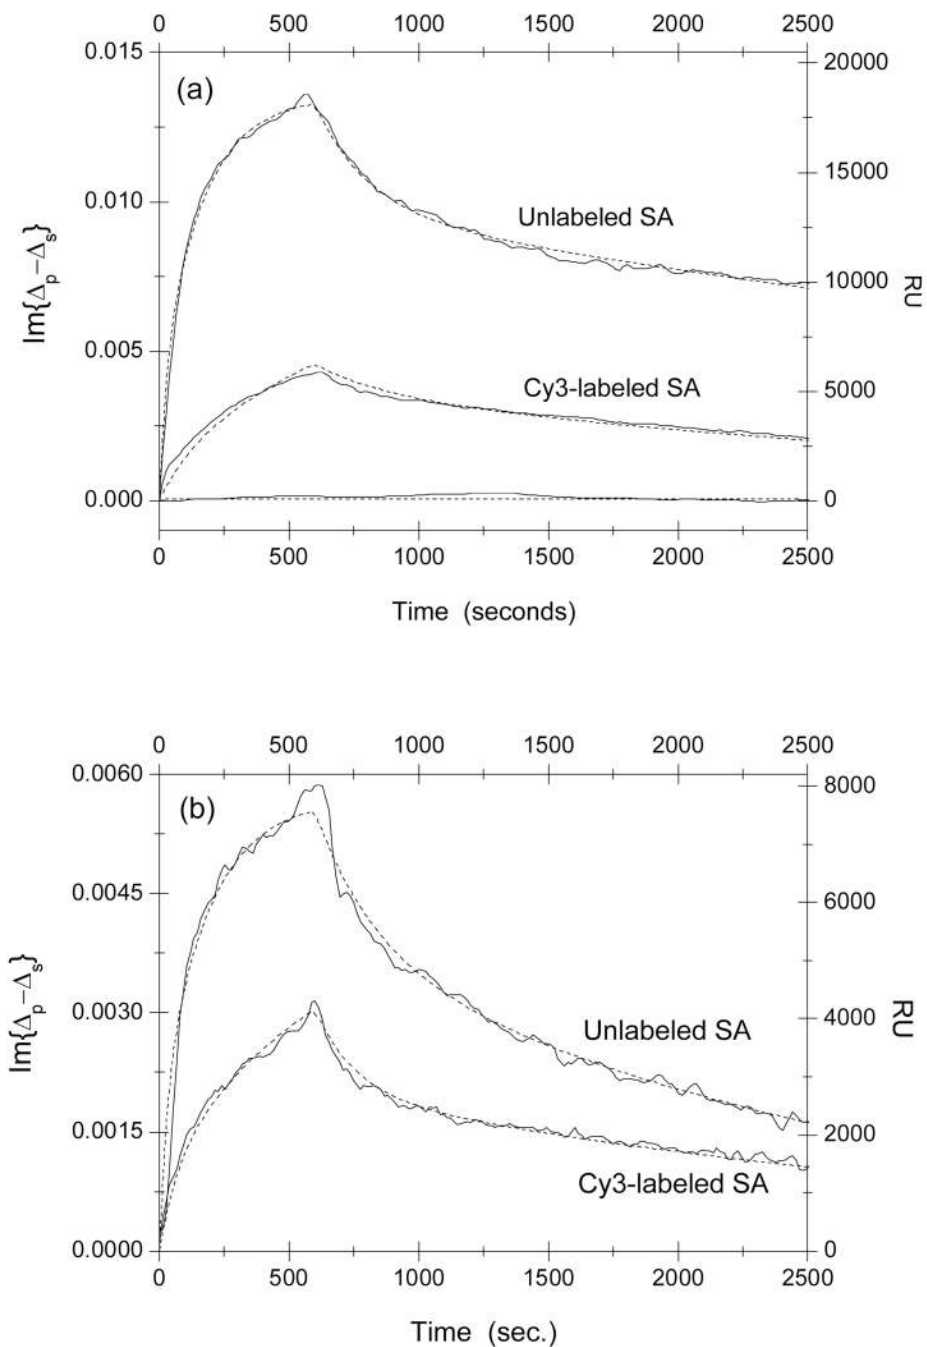 0 500 1000 1500 2000 2500
0.015 20000
(a)
15000
0.010
Unlabeled SA
Im{Δp−Δs}
10000
RU
0.005
Cy3-labeled SA
5000
0.000 0
0 500 1000 1500 2000 2500
Time (seconds)
0 500 1000 1500 2000 2500
0.0060 8000
(b)
0.0045 6000
Im{Δp−Δs}
0.0030 4000
Unlabeled SA
RU
0.0015 2000
Cy3-labeled SA
0.0000 0
0 500 1000 1500 2000 2500
Time (sec.)